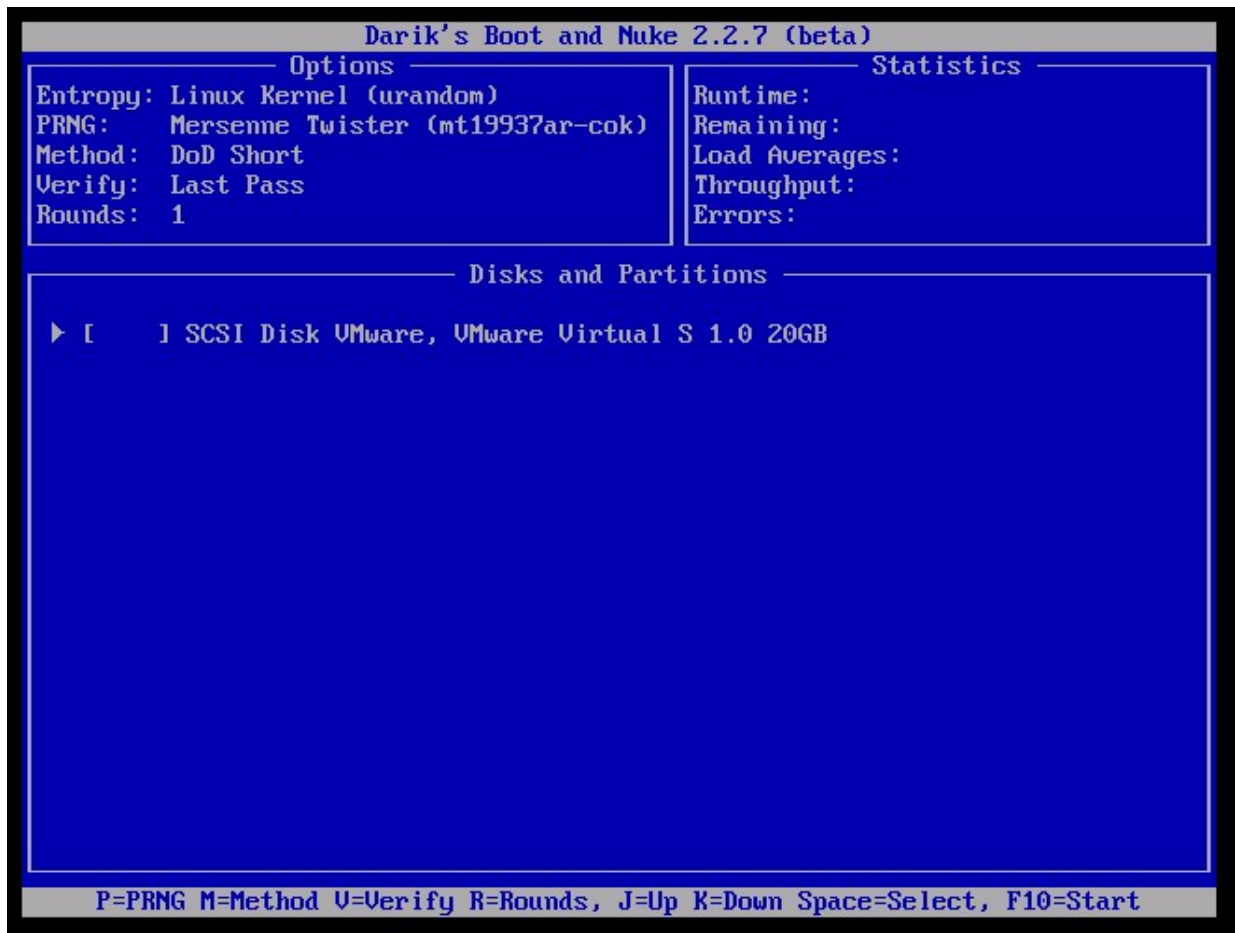 Darik's Boot and Nuke 2.2.7 (beta)
Options
Entropy: Linux Kernel (urandom)
PRNG: Mersenne Twister (mt19937ar-cok)
Method: DoD Short
Verify: Last Pass
Rounds: 1
Statistics
Runtime:
Remaining:
Load Averages:
Throughput:
Errors:
Disks and Partitions
▶ [    ] SCSI Disk VMware, VMware Virtual S 1.0 20GB
P=PRNG M=Method V=Verify R=Rounds, J=Up K=Down Space=Select, F10=Start